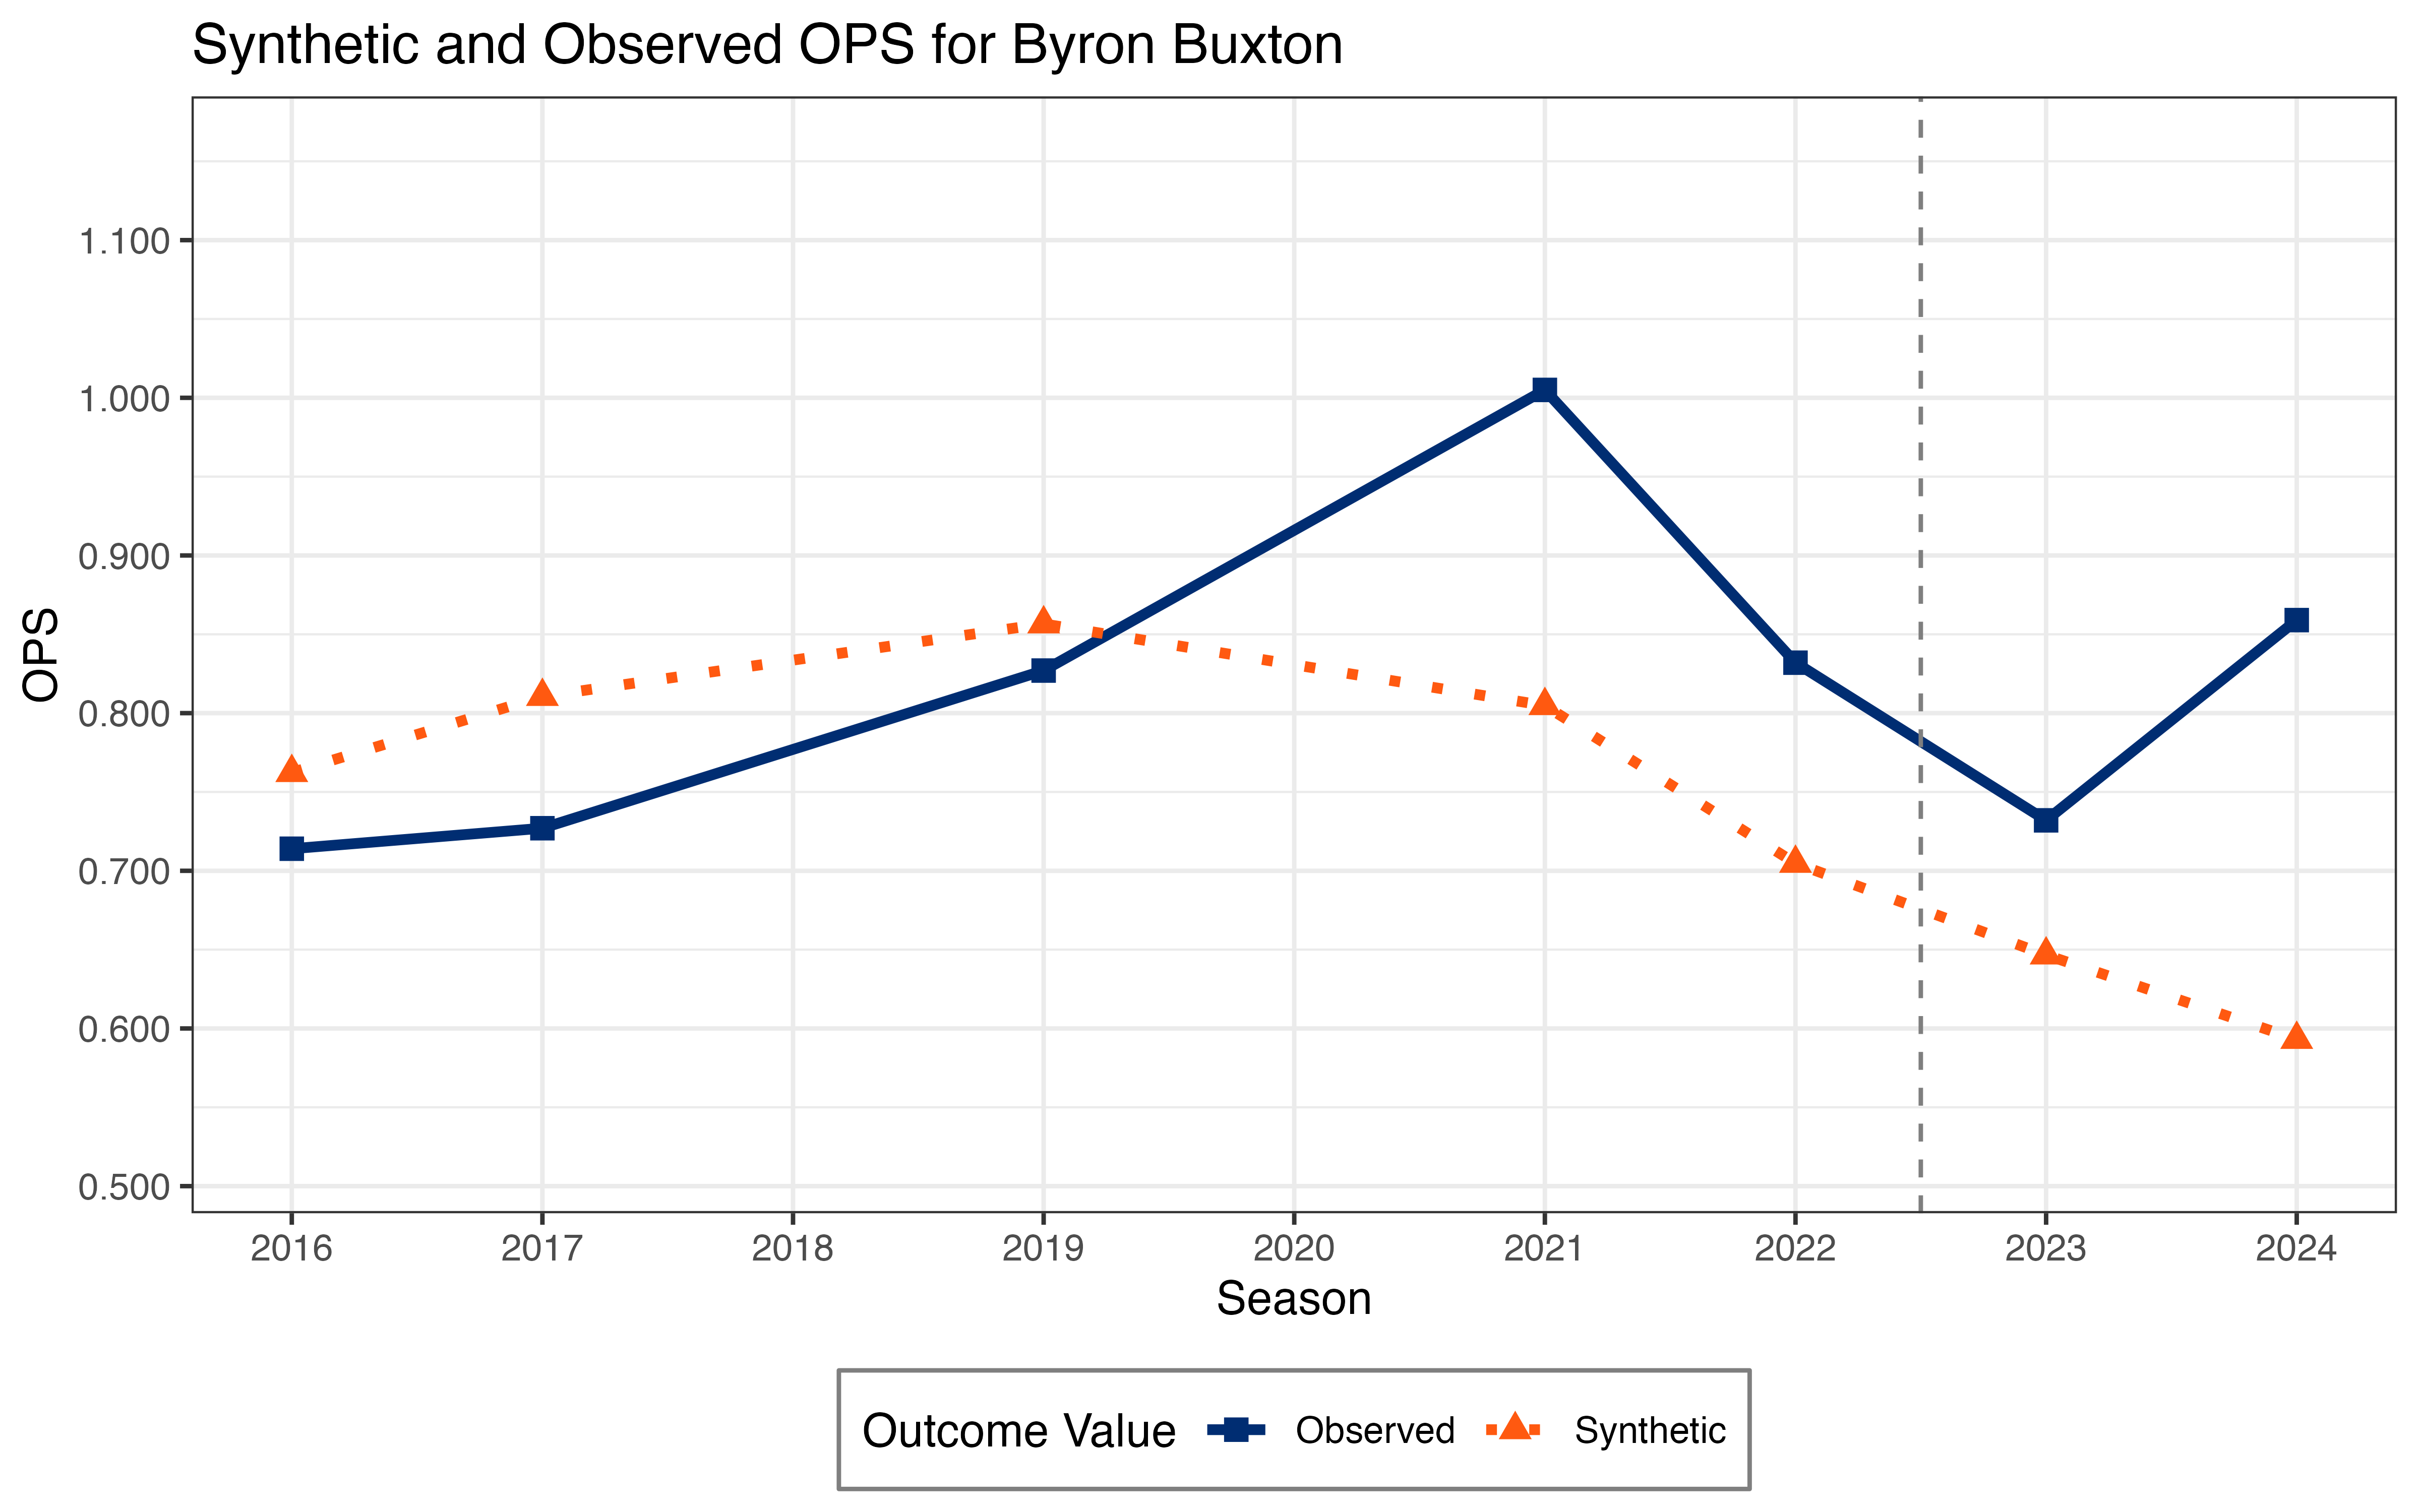 Synthetic and Observed OPS for Byron Buxton
OPS
1.100
1.000
0.900
0.800
0.700
0.600
0.500
2016 2017 2018 2019 2020 2021 2022 2023 2024
Season
Outcome Value Observed Synthetic